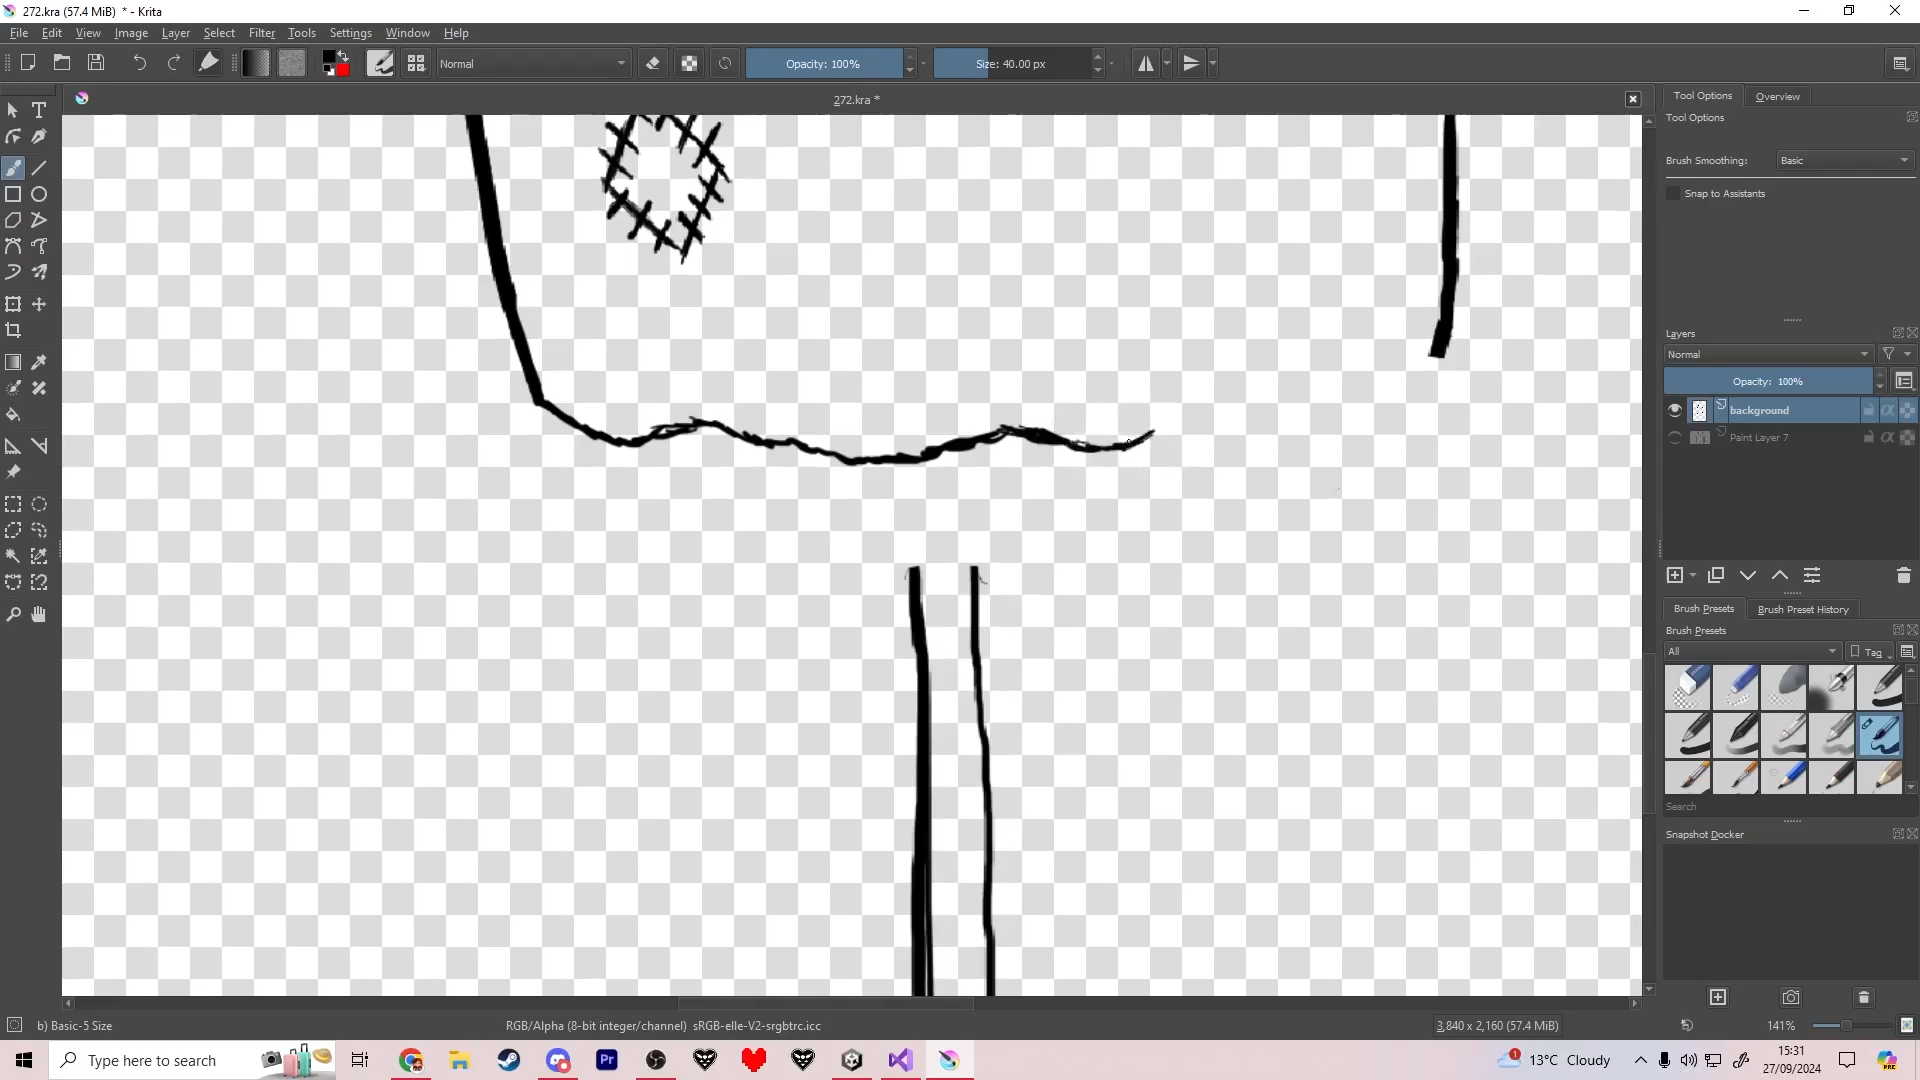 272.kra (57.4 MiB) * - Krita
File Edit View Image Layer Select Filter Tools Settings Window Help
Normal
Opacity: 100%
Size: 40.00 px
272.kra *
Tool Options
Overview
Tool Options
Brush Smoothing:
Basic
Snap to Assistants
Layers
Normal
Opacity: 100%
background
Paint Layer 7
Brush Presets
Brush Preset History
Brush Presets
All
Tag
Search
Snapshot Docker
b) Basic-5 Size
RGB/Alpha (8-bit integer/channel) sRGB-elle-V2-srgbtrc.icc
3,840 x 2,160 (57.4 MiB)
141%
Type here to search
Pr
1
13°C Cloudy
15:31
27/09/2024
PRE